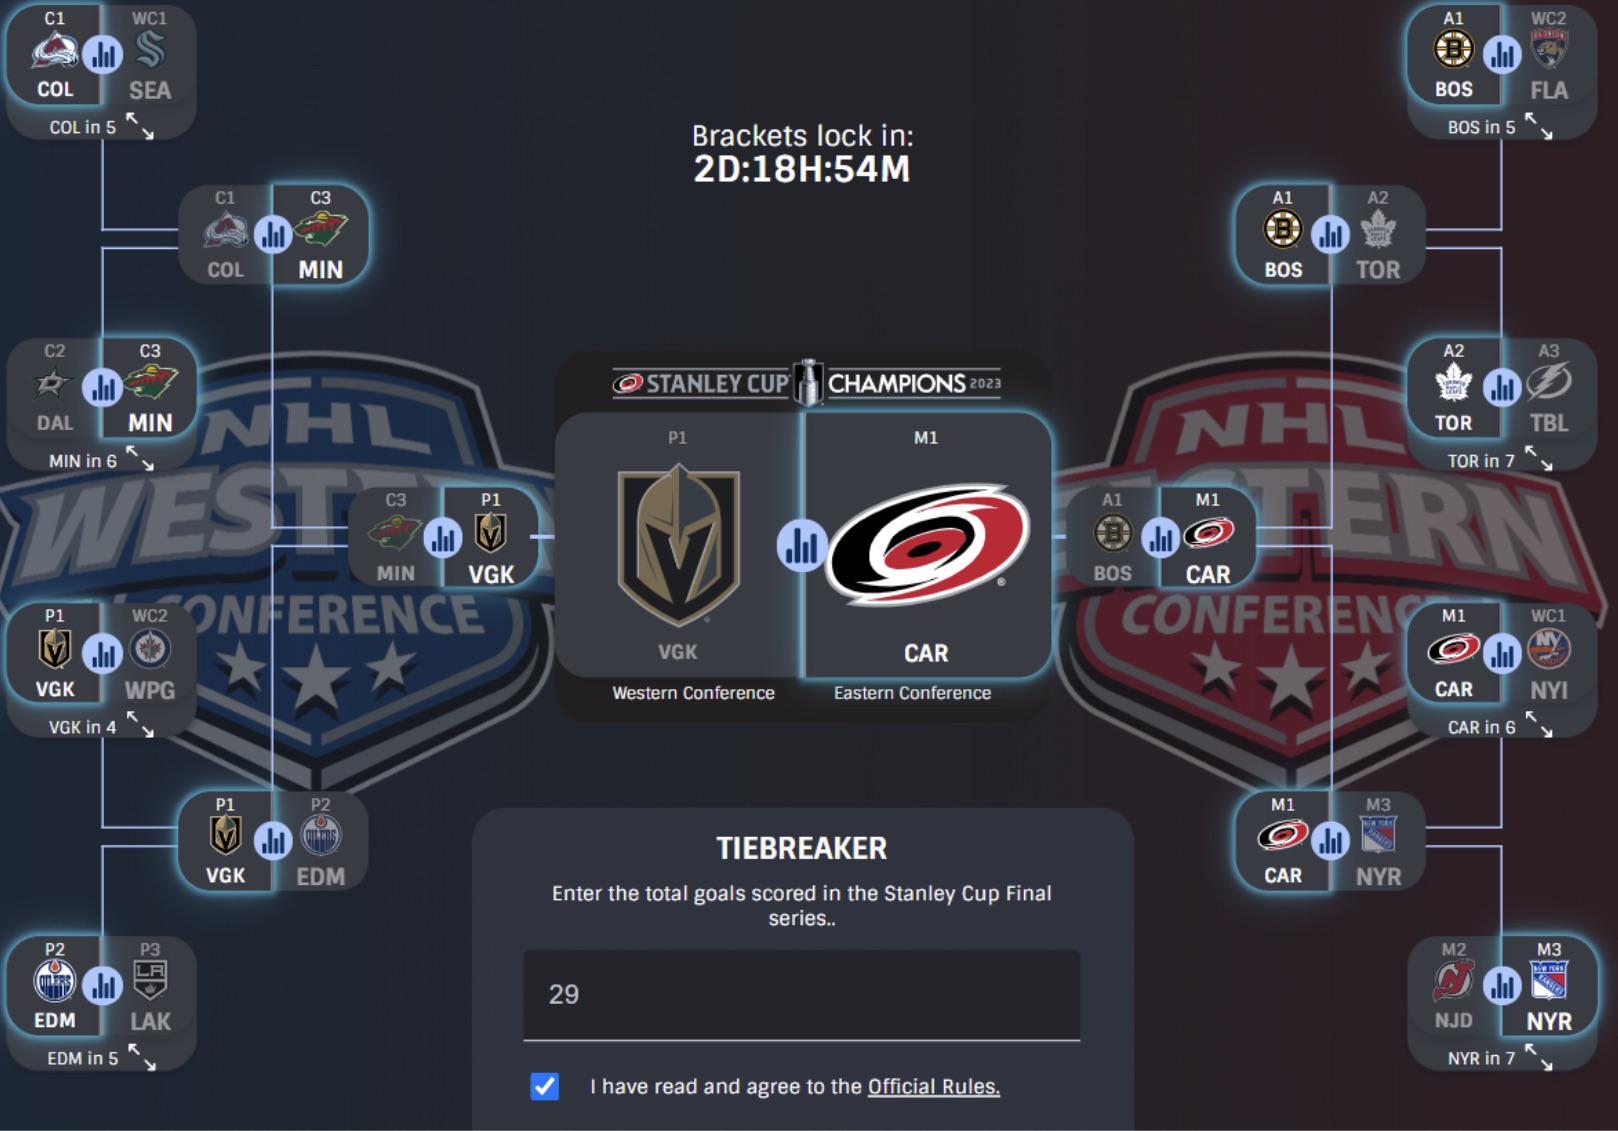 C1
WC1
COL
SEA
COL in 5
C1
C3
COL
MIN
C2
C3
DAL
MIN
MIN in 6
C3
P1
MIN
VGK
P1
WC2
VGK
WPG
VGK in 4
P1
P2
VGK
EDM
P2
P3
LA
EDM
LAK
EDM in 5
Brackets lock in:
2D:18H:54M
STANLEY CUP CHAMPIONS 2023
P1
M1
VGK
CAR
Western Conference
Eastern Conference
TIEBREAKER
Enter the total goals scored in the Stanley Cup Final
series..
29
I have read and agree to the Official Rules.
A1
WC2
BOS
FLA
BOS in 5
A1
A2
BOS
TOR
A2
A3
TOR
TBL
TOR in 7
A1
M1
BOS
CAR
M1
WC1
NY
CAR
NYI
CAR in 6
M1
M3
CAR
NYR
M2
M3
NJD
NYR
NYR in 7
NHL
WEST
CONFERENCE
NHL
STERN
CONFERENC